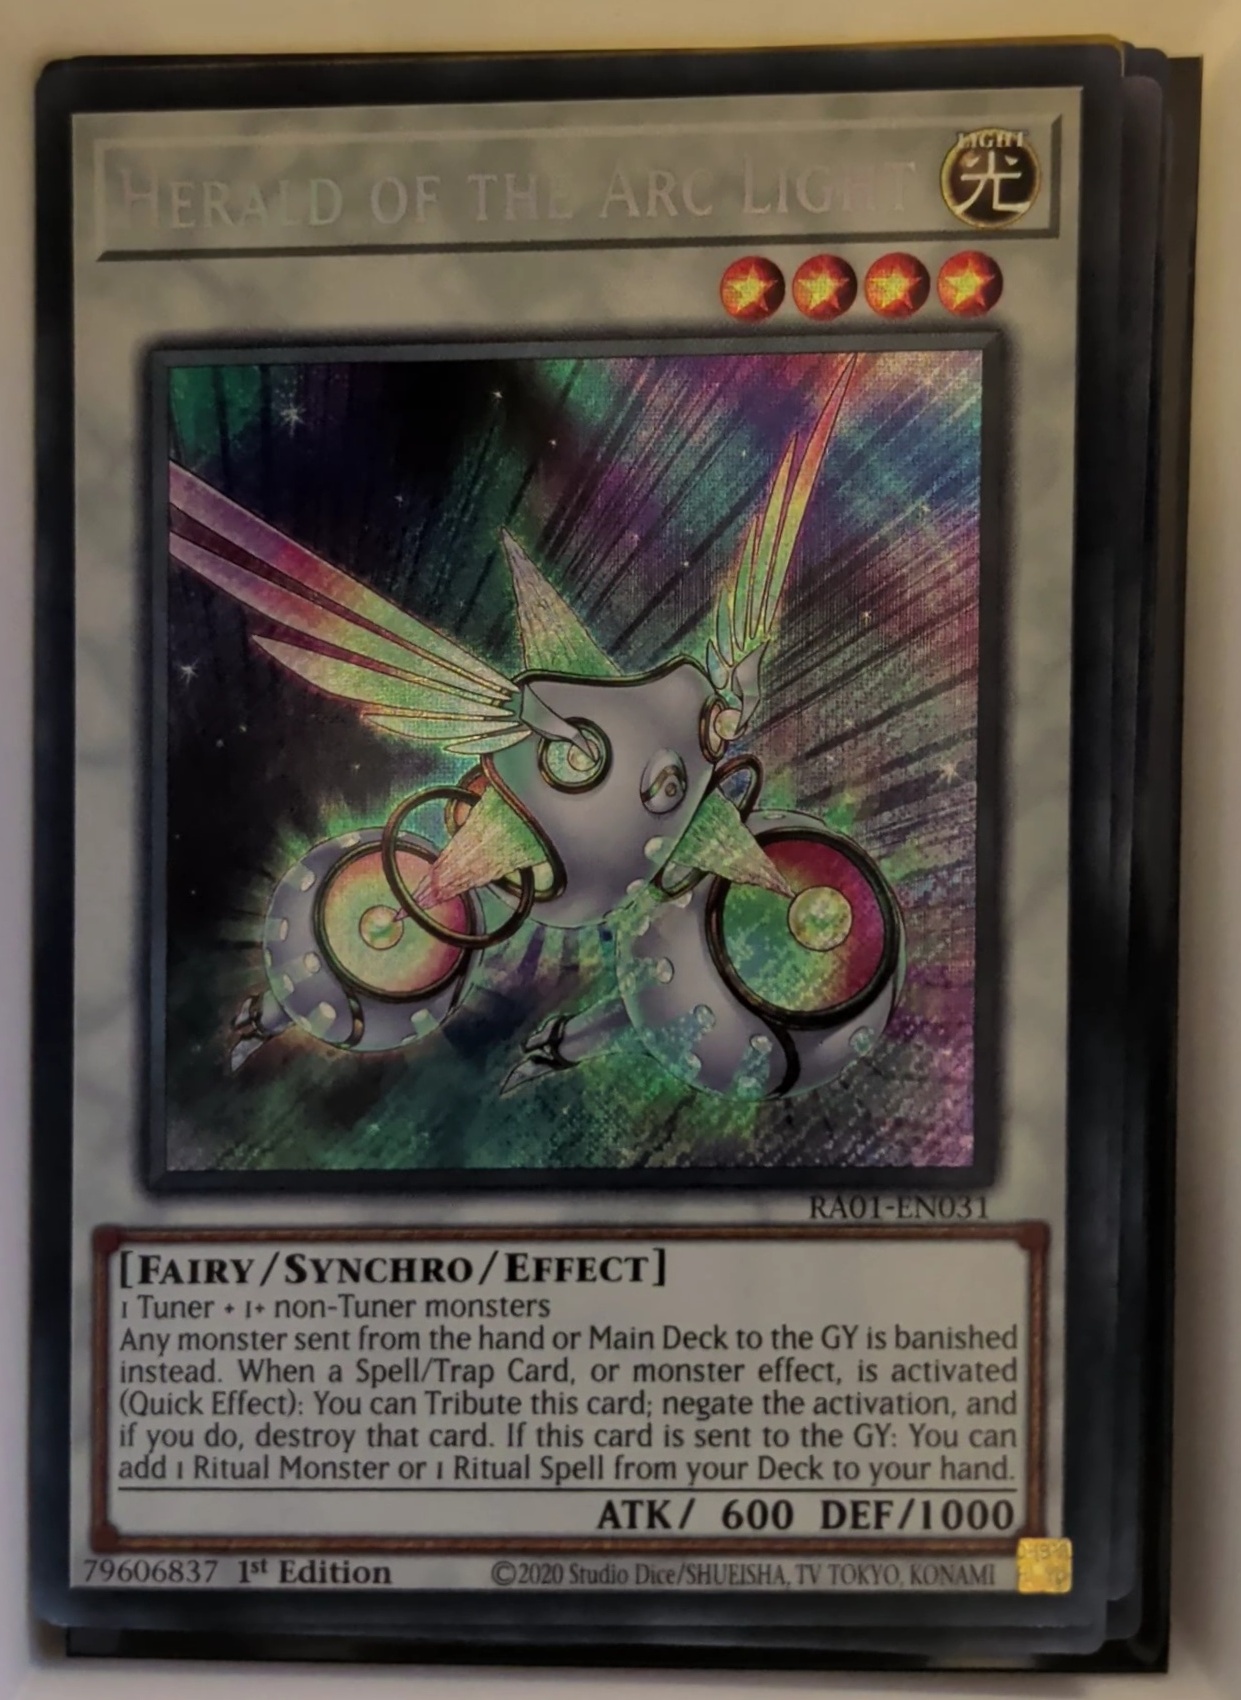 HERALD OF THE ARC LIGHT
LIGHT
光
RA01-EN031
[FAIRY/SYNCHRO/EFFECT]
1 Tuner + 1+ non-Tuner monsters
Any monster sent from the hand or Main Deck to the GY is banished
instead. When a Spell/Trap Card, or monster effect, is activated
(Quick Effect): You can Tribute this card; negate the activation, and
if you do, destroy that card. If this card is sent to the GY: You can
add 1 Ritual Monster or 1 Ritual Spell from your Deck to your hand.
ATK/ 600 DEF/1000
79606837 1st Edition ©2020 Studio Dice/SHUEISHA, TV TOKYO, KONAMI